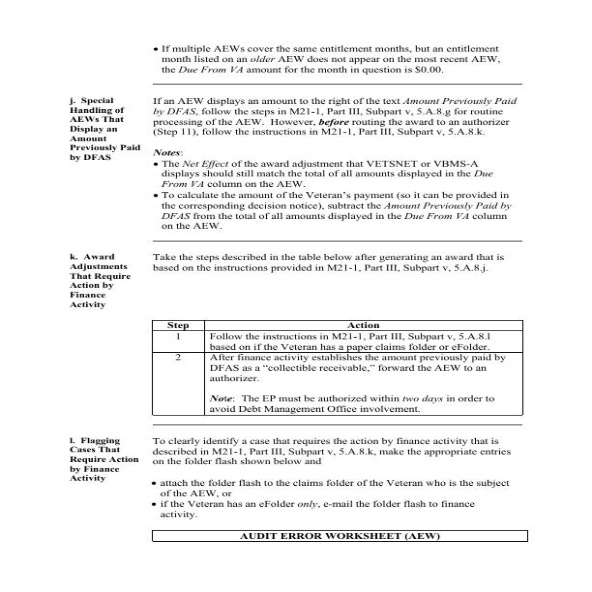 • If multiple AEWs cover the same entitlement months, but an entitlement
month listed on an older AEW does not appear on the most recent AEW,
the Due From VA amount for the month in question is $0.00.
j. Special
Handling of
AEWs That
Display an
Amount
Previously Paid
by DFAS
If an AEW displays an amount to the right of the text Amount Previously Paid
by DFAS, follow the steps in M21-1, Part III, Subpart v, 5.A.8.g for routine
processing of the AEW. However, before routing the award to an authorizer
(Step 11), follow the instructions in M21-1, Part III, Subpart v, 5.A.8.k.
Notes:
• The Net Effect of the award adjustment that VETSNET or VBMS-A
displays should still match the total of all amounts displayed in the Due
From VA column on the AEW.
• To calculate the amount of the Veteran's payment (so it can be provided in
the corresponding decision notice), subtract the Amount Previously Paid by
DFAS from the total of all amounts displayed in the Due From VA column
on the AEW.
k. Award
Adjustments
That Require
Action by
Finance
Activity
Take the steps described in the table below after generating an award that is
based on the instructions provided in M21-1, Part III, Subpart v, 5.A.8.j.
Step Action
1 Follow the instructions in M21-1, Part III, Subpart v, 5.A.8.l
based on if the Veteran has a paper claims folder or eFolder.
2 After finance activity establishes the amount previously paid by
DFAS as a "collectible receivable," forward the AEW to an
authorizer.
Note: The EP must be authorized within two days in order to
avoid Debt Management Office involvement.
l. Flagging
Cases That
Require Action
by Finance
Activity
To clearly identify a case that requires the action by finance activity that is
described in M21-1, Part III, Subpart v, 5.A.8.k, make the appropriate entries
on the folder flash shown below and
• attach the folder flash to the claims folder of the Veteran who is the subject
of the AEW, or
• if the Veteran has an eFolder only, e-mail the folder flash to finance
activity.
AUDIT ERROR WORKSHEET (AEW)